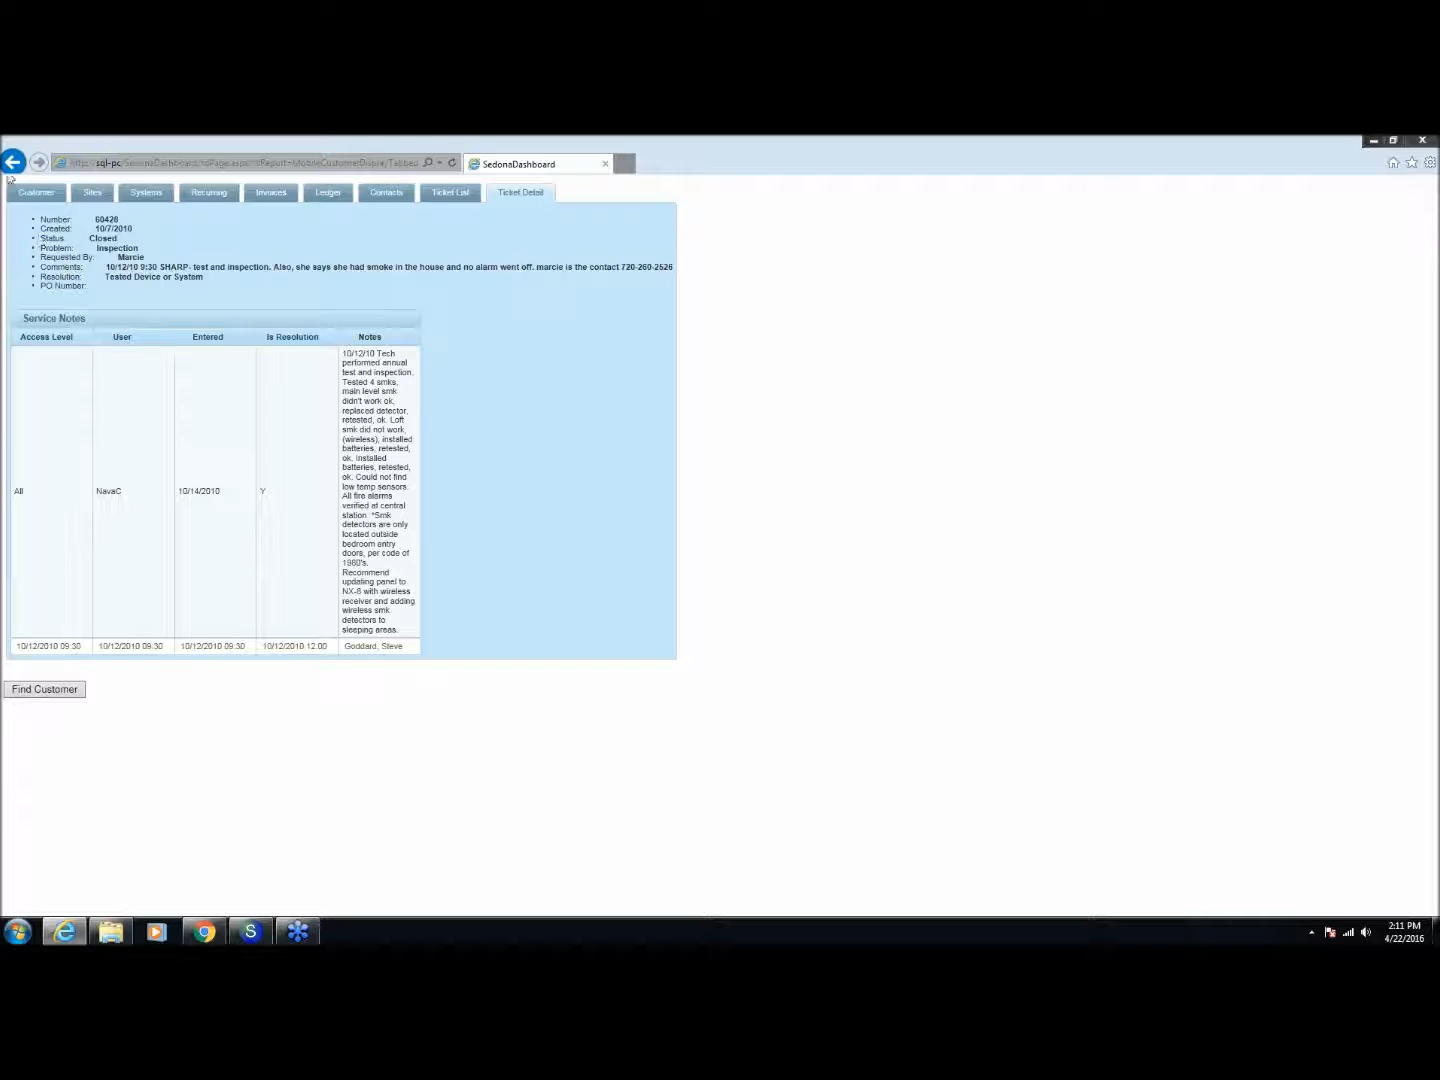 SedonaDashboard
Customer Sites Systems Recurring Invoices Ledger Contacts Ticket List Ticket Detail
Number: 60428
Created: 10/7/2010
Status Closed
Problem: Inspection
Requested By: Marcie
Comments: 10/12/10 9:30 SHARP- test and inspection. Also, she says she had smoke in the house and no alarm went off. marcie is the contact 720-260-2526
Resolution: Tested Device or System
PO Number:
Service Notes
Access Level User Entered Is Resolution Notes
10/12/10 Tech
performed annual
test and inspection.
Tested 4 smks,
main level smk
didn't work ok,
replaced detector,
retested, ok. Loft
smk did not work,
(wireless), installed
batteries, retested,
ok. Installed
batteries, retested,
ok. Could not find
low temp sensors.
All NavaC 10/14/2010 Y
All fire alarms
verified at central
station. *Smk
detectors are only
located outside
bedroom entry
doors, per code of
1980's.
Recommend
updating panel to
NX-8 with wireless
receiver and adding
wireless smk
detectors to
sleeping areas.
10/12/2010 09:30 10/12/2010 09:30 10/12/2010 09:30 10/12/2010 12:00 Goddard, Steve
Find Customer
2:11 PM
4/22/2016